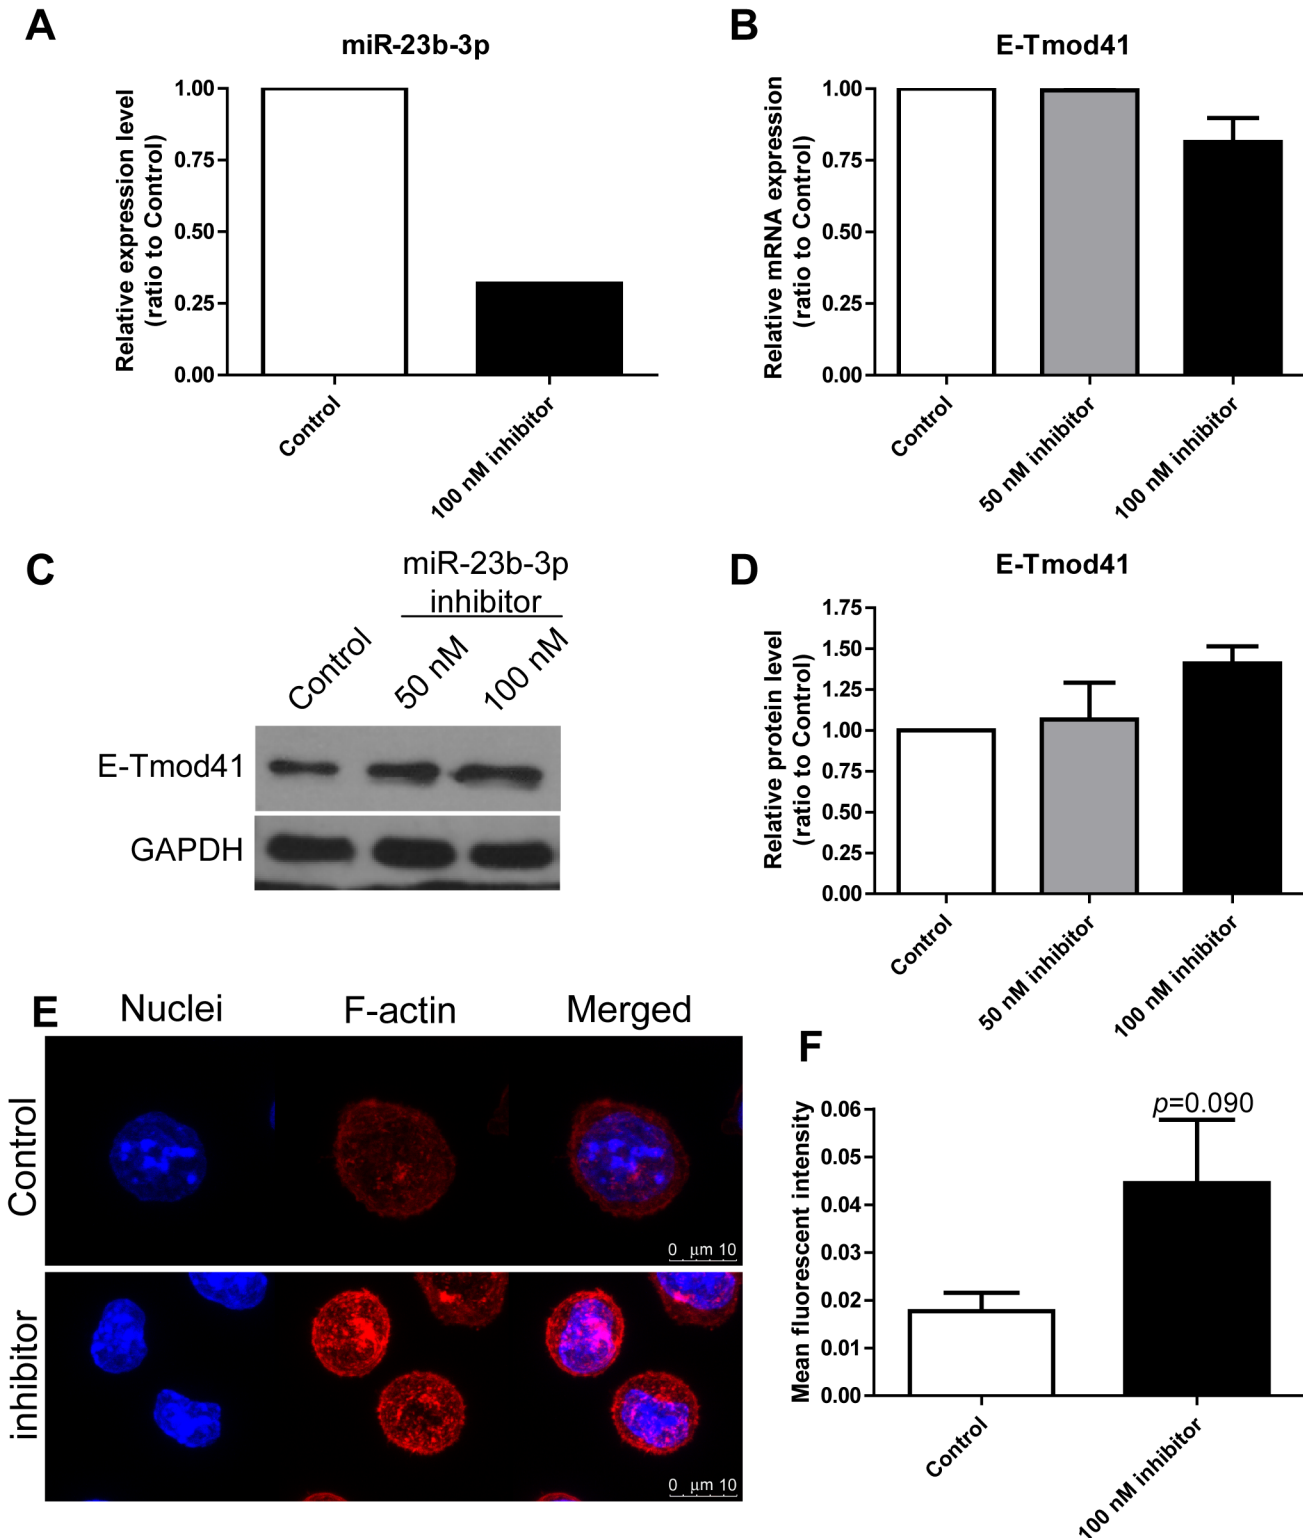 A
miR-23b-3p
Relative expression level
(ratio to Control)
1.00
0.75
0.50
0.25
0.00
Control
100 nM inhibitor
B
E-Tmod41
Relative mRNA expression
(ratio to Control)
1.00
0.75
0.50
0.25
0.00
Control
50 nM inhibitor
100 nM inhibitor
C
miR-23b-3p
inhibitor
Control
50 nM
100 nM
E-Tmod41
GAPDH
D
E-Tmod41
Relative protein level
(ratio to Control)
1.75
1.50
1.25
1.00
0.75
0.50
0.25
0.00
Control
50 nM inhibitor
100 nM inhibitor
E
Nuclei
F-actin
Merged
Control
0 µm 10
inhibitor
0 µm 10
F
Mean fluorescent intensity
0.06
0.05
0.04
0.03
0.02
0.01
0.00
p=0.090
Control
100 nM inhibitor